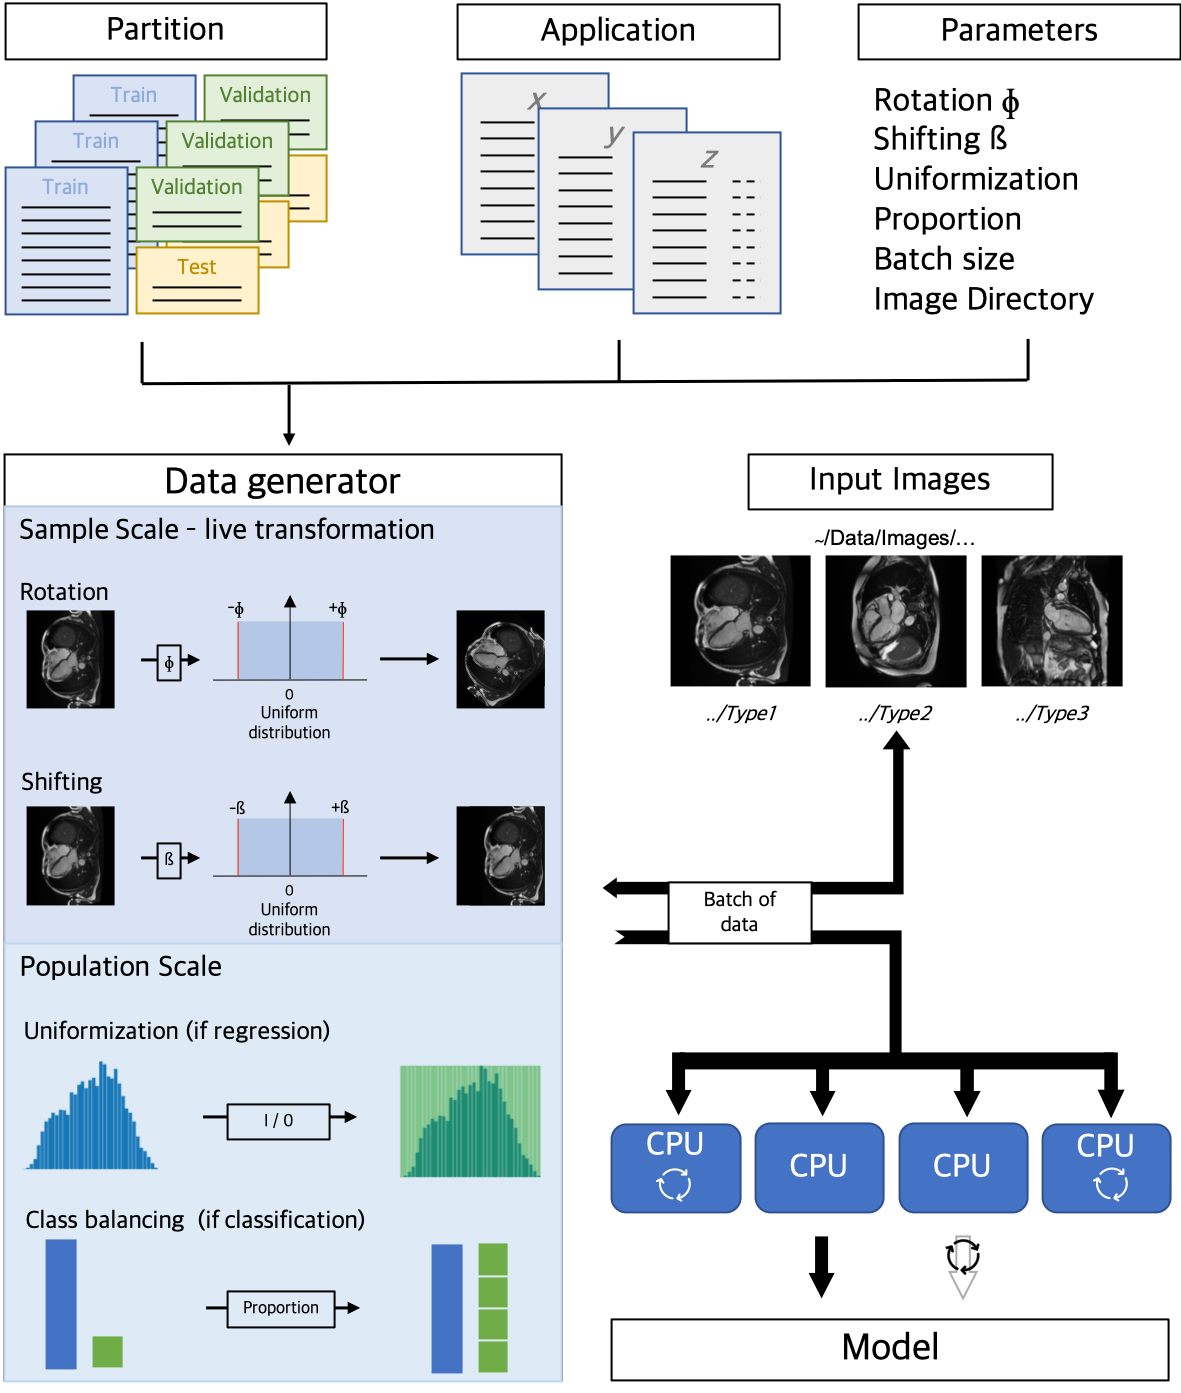 Partition
Application
Parameters
Train
Validation
Train
Validation
Train
Validation
Test
x
y
z
Rotation ϕ
Shifting ß
Uniformization
Proportion
Batch size
Image Directory
Data generator
Sample Scale - live transformation
Rotation
ϕ
-ϕ
+ϕ
0
Uniform
distribution
Shifting
ß
-ß
+ß
0
Uniform
distribution
Population Scale
Uniformization (if regression)
I / 0
Class balancing (if classification)
Proportion
Input Images
~/Data/Images/...
../Type1
../Type2
../Type3
Batch of
data
CPU
CPU
CPU
CPU
Model